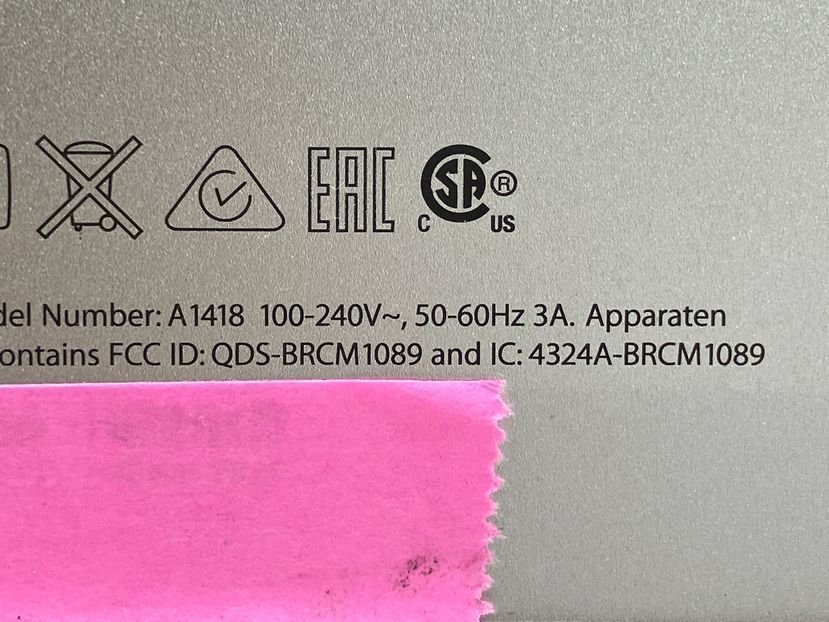 EAC
C SA ® US
del Number: A1418 100-240V~, 50-60Hz 3A. Apparaten
ontains FCC ID: QDS-BRCM1089 and IC: 4324A-BRCM1089